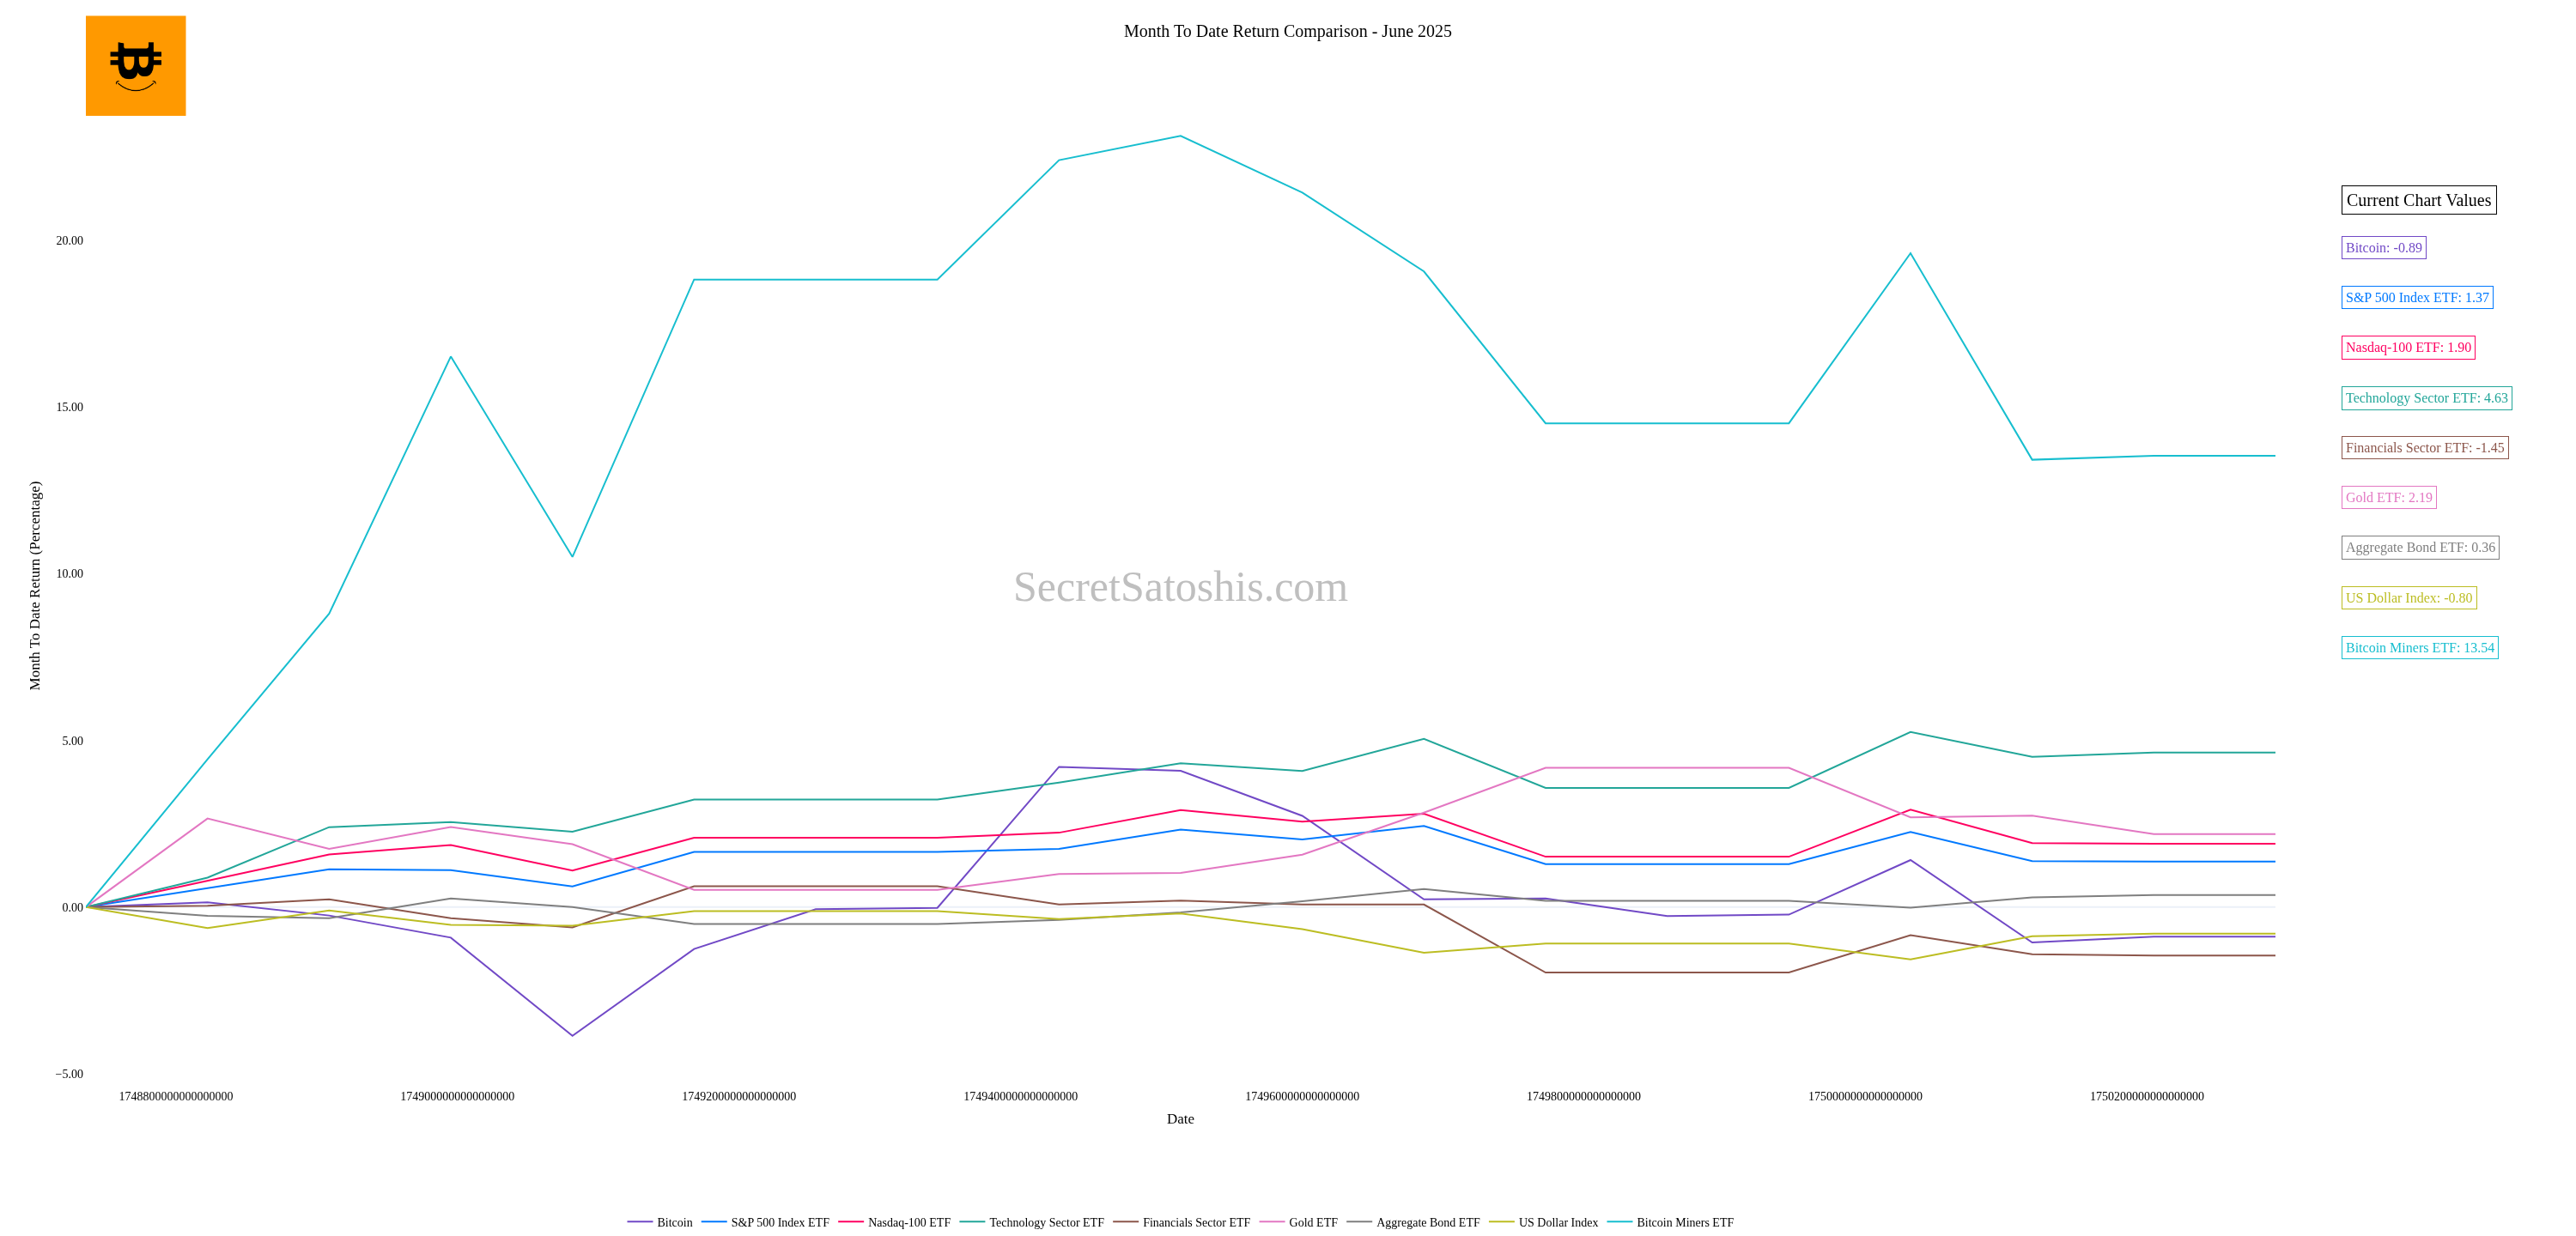 Month To Date Return Comparison - June 2025
Current Chart Values
Bitcoin: -0.89
S&P 500 Index ETF: 1.37
Nasdaq-100 ETF: 1.90
Technology Sector ETF: 4.63
Financials Sector ETF: -1.45
Gold ETF: 2.19
Aggregate Bond ETF: 0.36
US Dollar Index: -0.80
Bitcoin Miners ETF: 13.54
Month To Date Return (Percentage)
20.00
15.00
10.00
5.00
0.00
−5.00
SecretSatoshis.com
1748800000000000000 1749000000000000000 1749200000000000000 1749400000000000000 1749600000000000000 1749800000000000000 1750000000000000000 1750200000000000000
Date
Bitcoin S&P 500 Index ETF Nasdaq-100 ETF Technology Sector ETF Financials Sector ETF Gold ETF Aggregate Bond ETF US Dollar Index Bitcoin Miners ETF